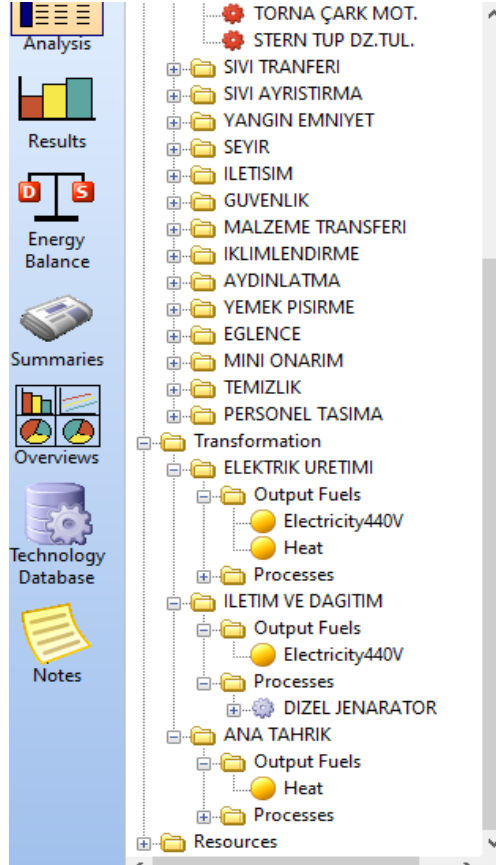 Analysis
Results
D
S
Energy
Balance
Summaries
Overviews
Technology
Database
Notes
TORNA ÇARK MOT.
STERN TUP DZ.TUL.
SIVI TRANFERI
SIVI AYRISTIRMA
YANGIN EMNIYET
SEYIR
ILETISIM
GUVENLIK
MALZEME TRANSFERI
IKLIMLENDIRME
AYDINLATMA
YEMEK PISIRME
EGLENCE
MINI ONARIM
TEMIZLIK
PERSONEL TASIMA
Transformation
ELEKTRIK URETIMI
Output Fuels
Electricity440V
Heat
Processes
ILETIM VE DAGITIM
Output Fuels
Electricity440V
Processes
DIZEL JENARATOR
ANA TAHRIK
Output Fuels
Heat
Processes
Resources